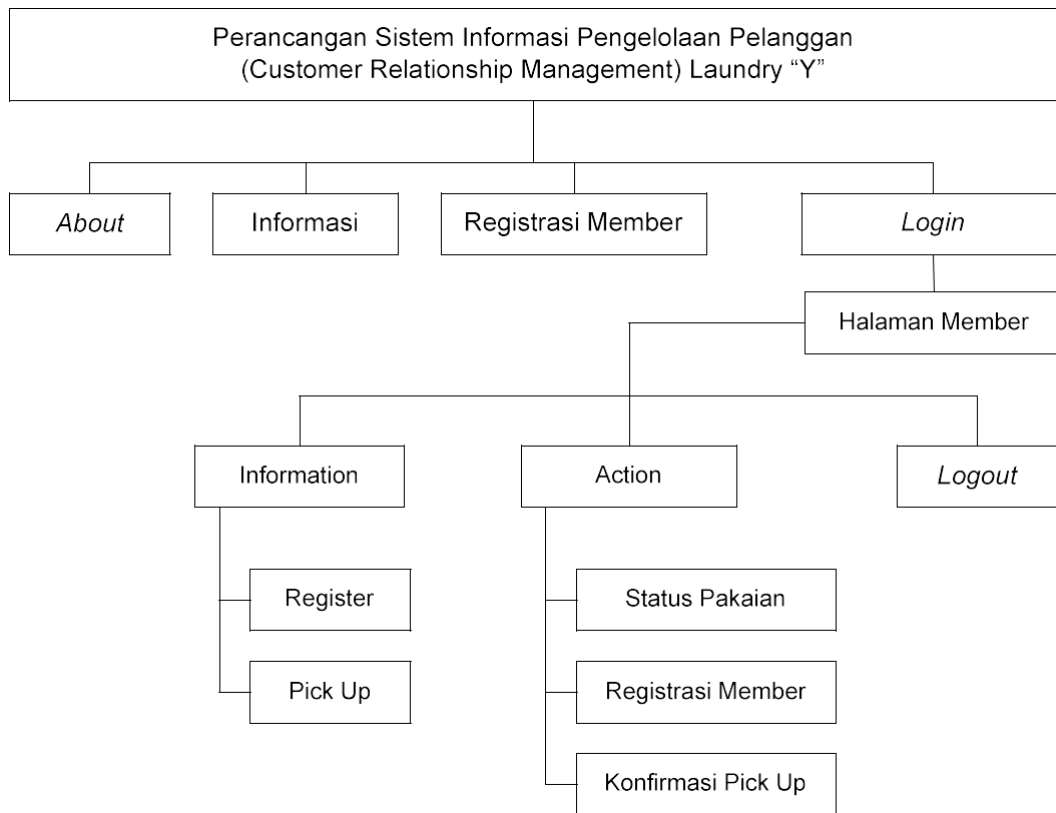 Perancangan Sistem Informasi Pengelolaan Pelanggan
(Customer Relationship Management) Laundry “Y”
About
Informasi
Registrasi Member
Login
Halaman Member
Information
Action
Logout
Register
Status Pakaian
Pick Up
Registrasi Member
Konfirmasi Pick Up